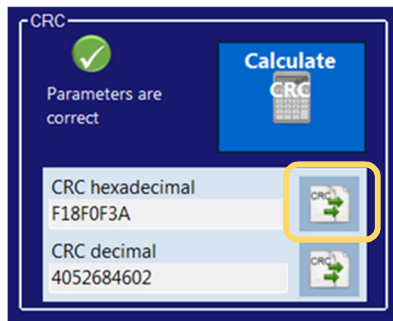 CRC
Parameters are
correct
Calculate
CRC
CRC hexadecimal
F18F0F3A
CRC
CRC decimal
4052684602
CRC